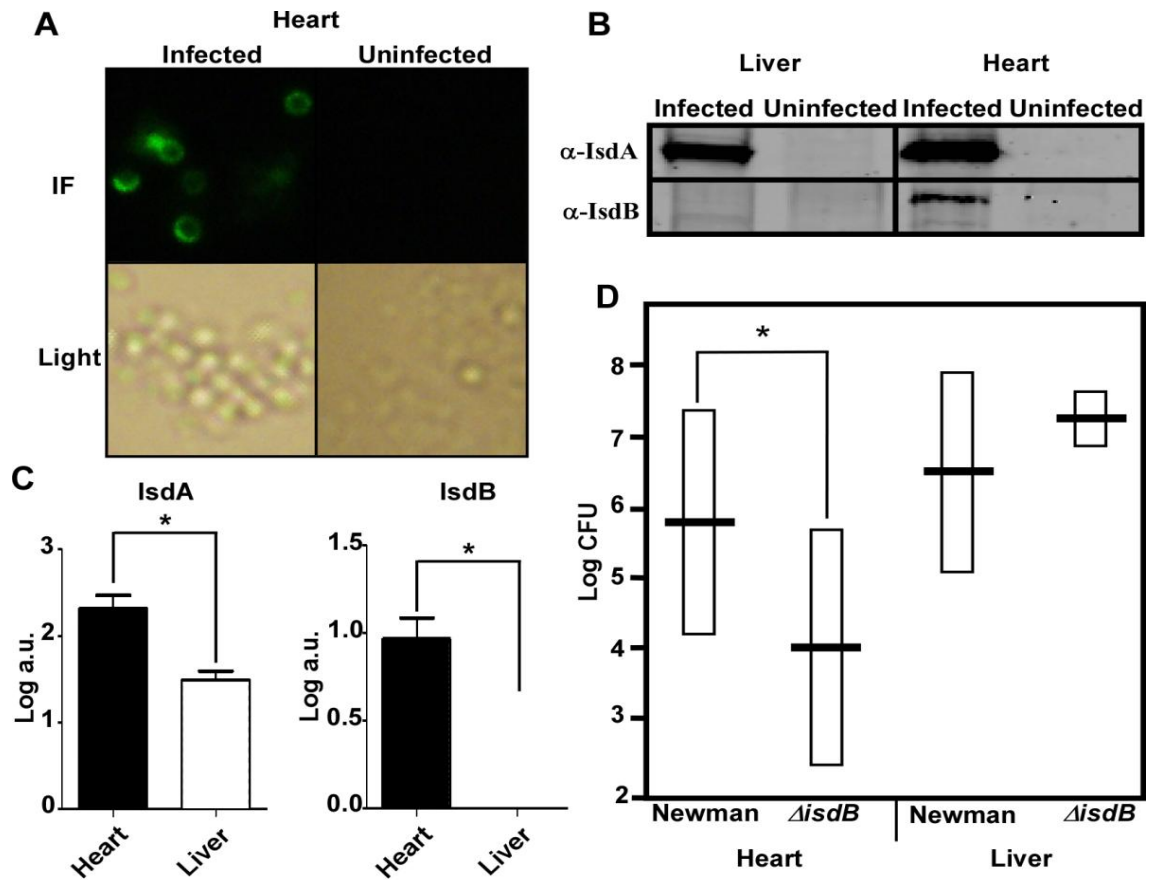 A
Heart
Infected Uninfected
IF
Light
B
Liver Heart
Infected Uninfected Infected Uninfected
α-IsdA
α-IsdB
C
IsdA
*
Log a.u.
3
2
1
0
Heart
Liver
IsdB
*
Log a.u.
1.5
1.0
0.5
0.0
Heart
Liver
D
*
Log CFU
8
7
6
5
4
3
2
Newman ΔisdB Newman ΔisdB
Heart Liver